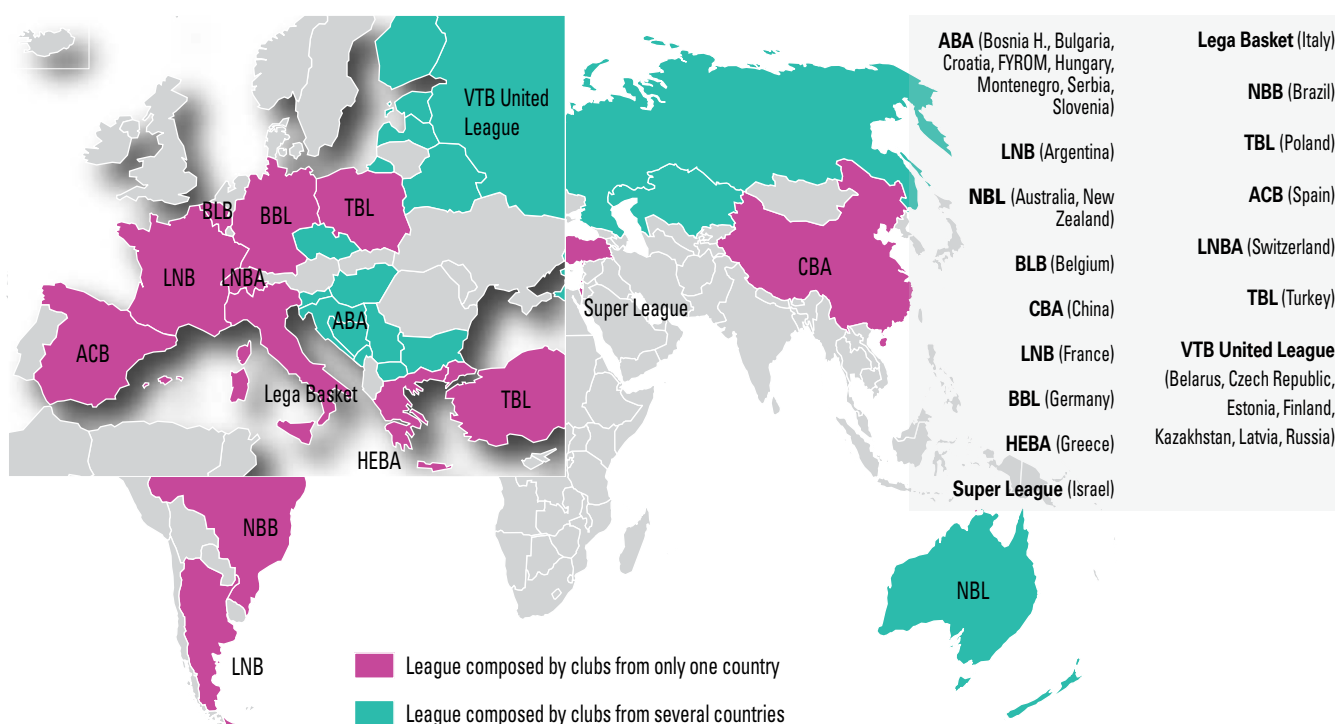 VTB United
League
BLB
BBL
TBL
LNB
LNBA
ABA
ACB
Lega Basket
TBL
HEBA
Super League
CBA
NBB
LNB
NBL
ABA (Bosnia H., Bulgaria,
Croatia, FYROM, Hungary,
Montenegro, Serbia,
Slovenia)
LNB (Argentina)
NBL (Australia, New
Zealand)
BLB (Belgium)
CBA (China)
LNB (France)
BBL (Germany)
HEBA (Greece)
Super League (Israel)
Lega Basket (Italy)
NBB (Brazil)
TBL (Poland)
ACB (Spain)
LNBA (Switzerland)
TBL (Turkey)
VTB United League
(Belarus, Czech Republic,
Estonia, Finland,
Kazakhstan, Latvia, Russia)
League composed by clubs from only one country
League composed by clubs from several countries